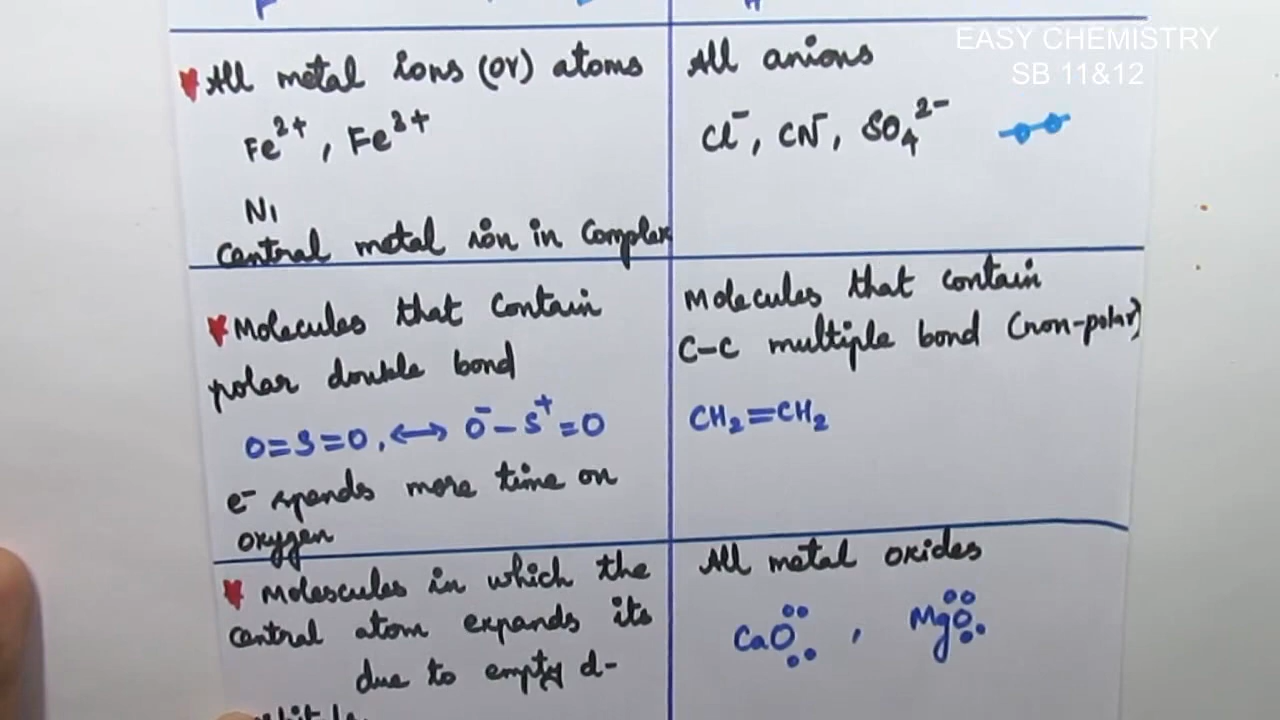 EASY CHEMISTRY
SB 11&12
All metal ions (or) atoms
Fe²⁺, Fe³⁺
Ni
Central metal ion in Complex
All anions
Cl⁻, CN⁻, SO₄²⁻
Molecules that contain
polar double bond
O=S=O, ⟷ O⁻–S⁺=O
e⁻ spends more time on
oxygen
Molecules that contain
C–C multiple bond (non-polar)
CH₂=CH₂
Molescules in which the
central atom expands its
due to empty d-
All metal oxides
CaO, MgO